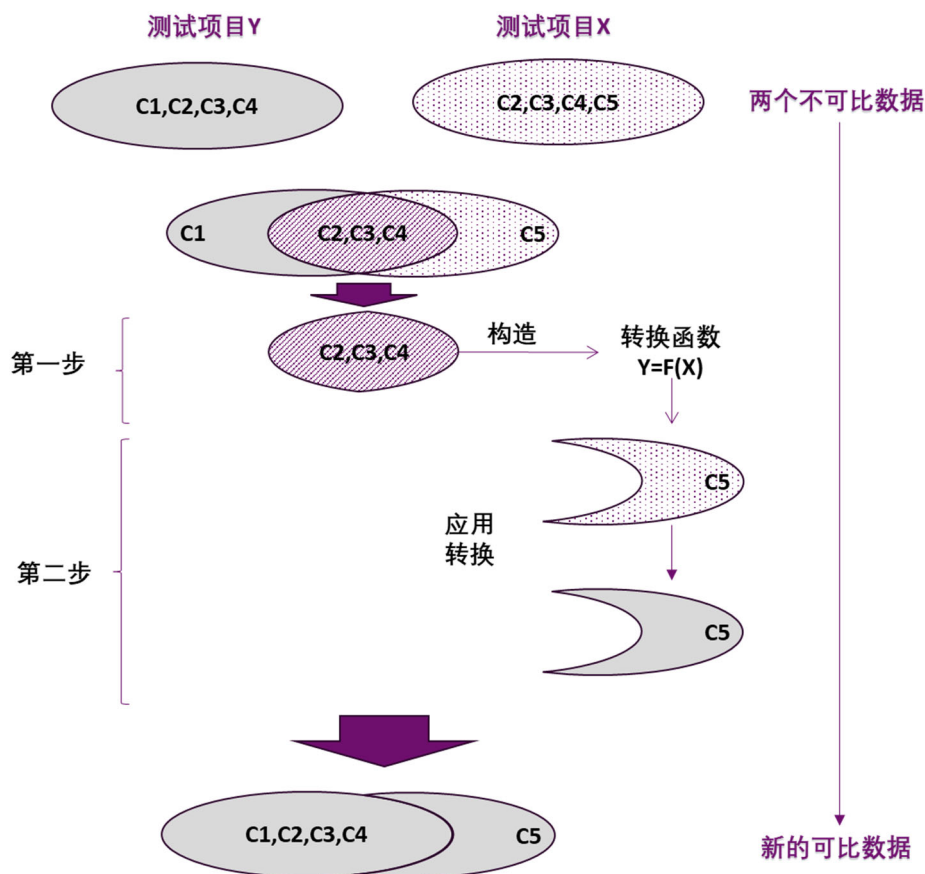 测试项目Y
测试项目X
C1,C2,C3,C4
C2,C3,C4,C5
两个不可比数据
C1
C2,C3,C4
C5
第一步
C2,C3,C4
构造
转换函数
Y=F(X)
C5
应用
转换
第二步
C5
C1,C2,C3,C4
C5
新的可比数据